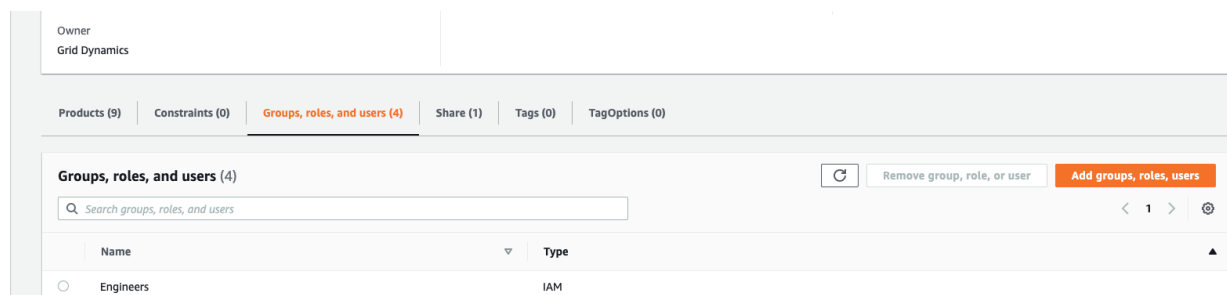 Owner
Grid Dynamics
Products (9) Constraints (0) Groups, roles, and users (4) Share (1) Tags (0) TagOptions (0)
Groups, roles, and users (4) Remove group, role, or user Add groups, roles, users
Search groups, roles, and users 1
Name Type
Engineers IAM